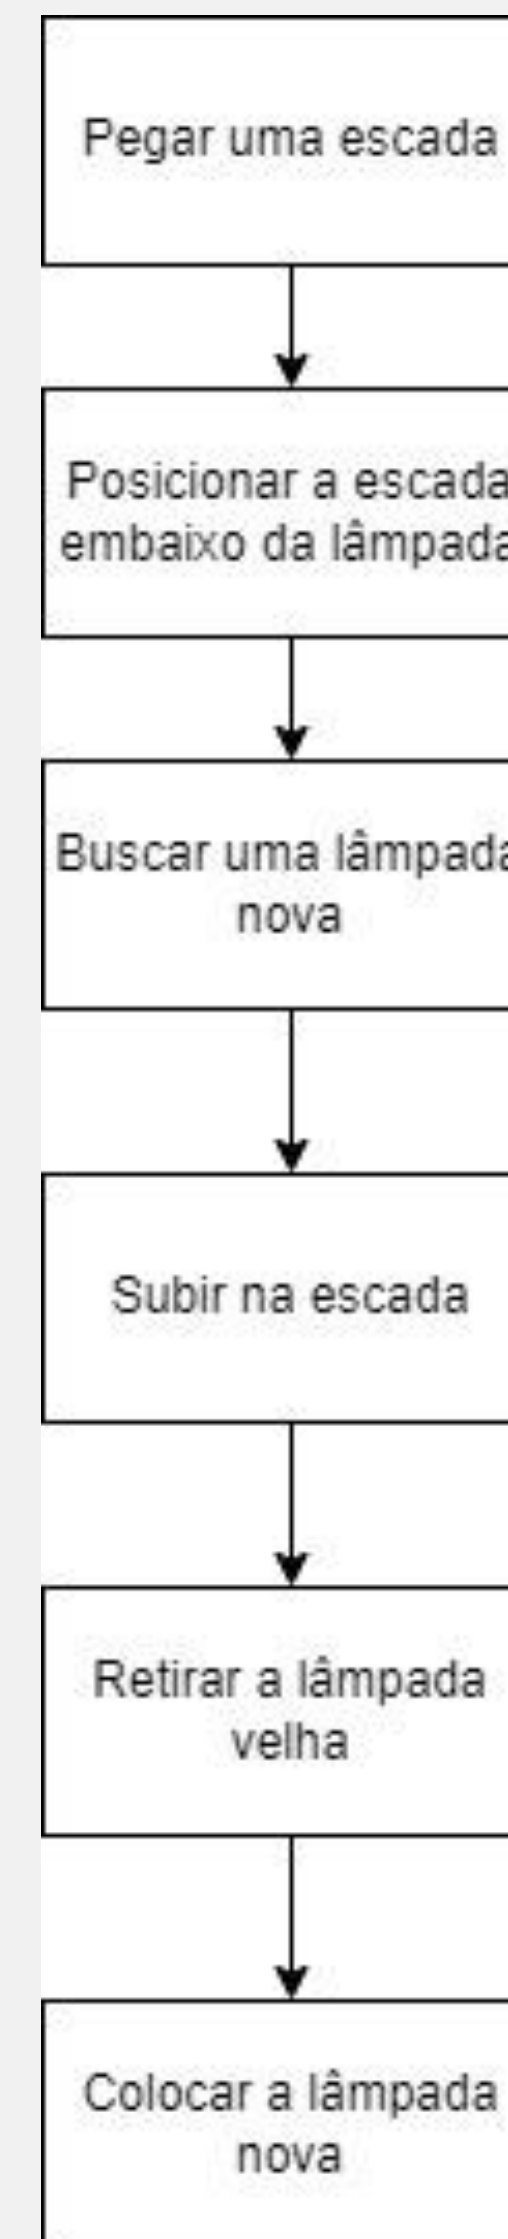 Pegar uma escada
Posicionar a escada
embaixo da lâmpada
Buscar uma lâmpada
nova
Subir na escada
Retirar a lâmpada
velha
Colocar a lâmpada
nova